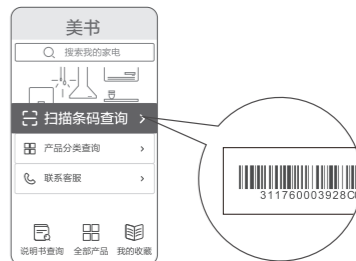 美书
搜索我的家电
扫描条码查询
产品分类查询
联系客服
说明书查询 全部产品 我的收藏
311760003928C